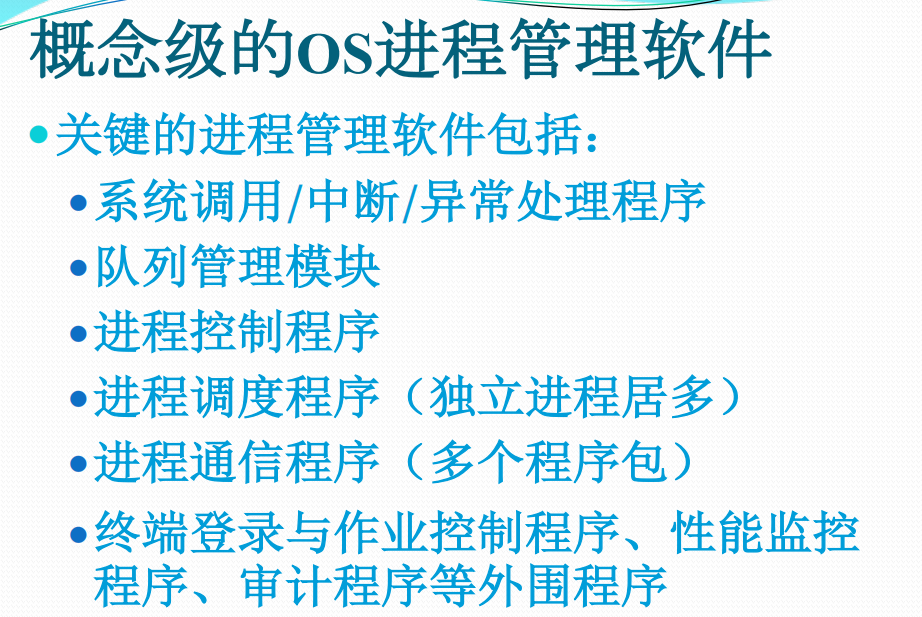 概念级的OS进程管理软件
•关键的进程管理软件包括：
•系统调用/中断/异常处理程序
•队列管理模块
•进程控制程序
•进程调度程序（独立进程居多）
•进程通信程序（多个程序包）
•终端登录与作业控制程序、性能监控
程序、审计程序等外围程序